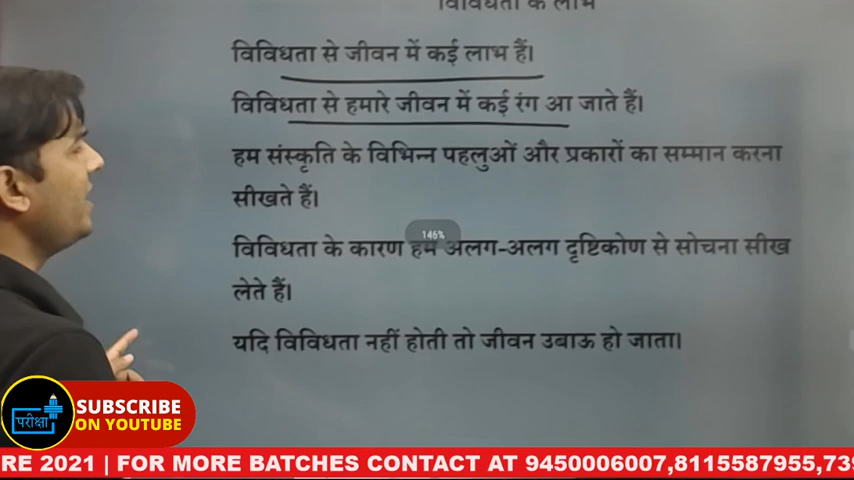 विविधता के लाभ
विविधता से जीवन में कई लाभ हैं।
विविधता से हमारे जीवन में कई रंग आ जाते हैं।
हम संस्कृति के विभिन्न पहलुओं और प्रकारों का सम्मान करना
सीखते हैं।
146%
विविधता के कारण हम अलग-अलग दृष्टिकोण से सोचना सीख
लेते हैं।
यदि विविधता नहीं होती तो जीवन उबाऊ हो जाता।
परीक्षा
SUBSCRIBE
ON YOUTUBE
RE 2021 | FOR MORE BATCHES CONTACT AT 9450006007,8115587955,739